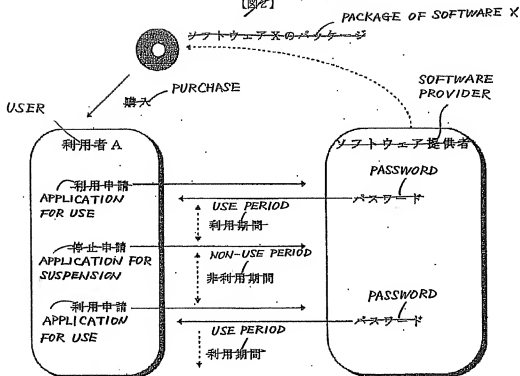 【図2】
PACKAGE OF SOFTWARE X
ソフトウェアXのパッケージ
購入
PURCHASE
SOFTWARE
PROVIDER
USER
利用者A
ソフトウェア提供者
PASSWORD
利用申請
パスワード
APPLICATION
FOR USE
USE PERIOD
利用期間
停止申請
NON-USE PERIOD
APPLICATION FOR
SUSPENSION
非利用期間
PASSWORD
利用申請
パスワード
APPLICATION
FOR USE
USE PERIOD
利用期間